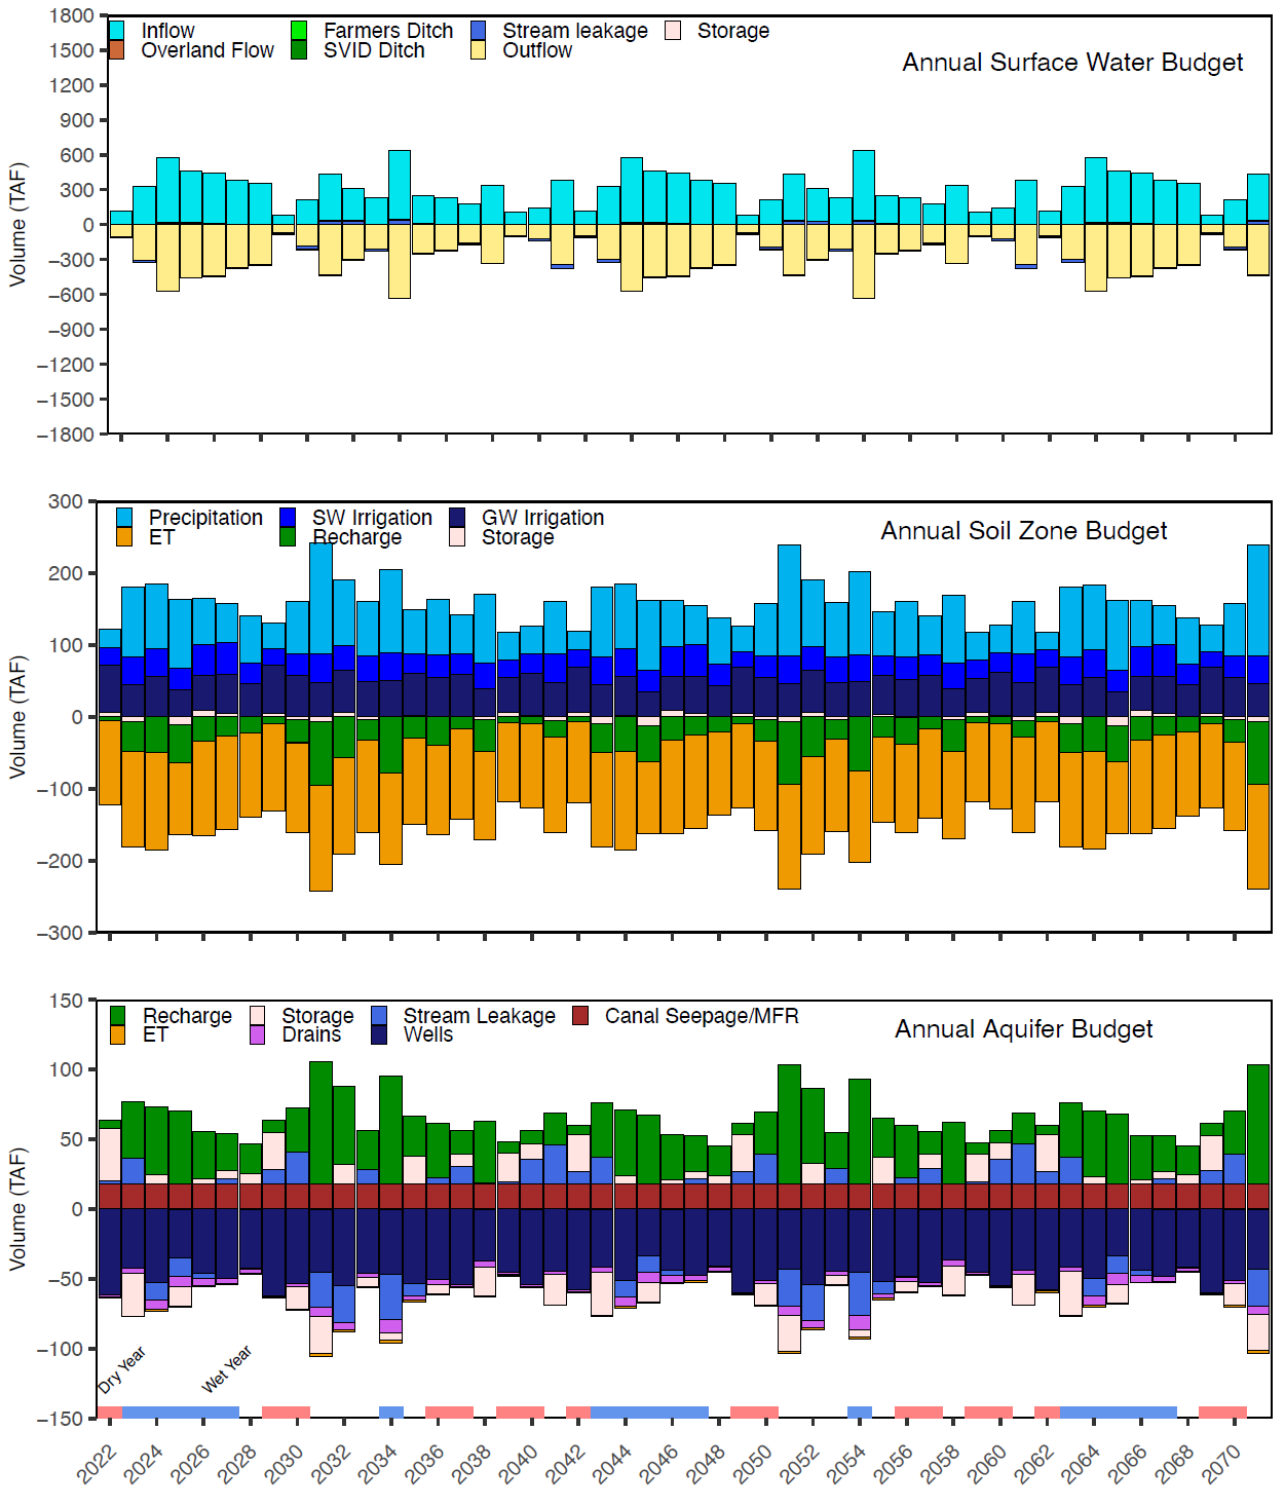 1800
Inflow Farmers Ditch Stream leakage Storage
Overland Flow SVID Ditch Outflow
Annual Surface Water Budget
1500
1200
900
600
300
0
−300
−600
−900
−1200
−1500
−1800
Volume (TAF)
300
Precipitation SW Irrigation GW Irrigation
ET Recharge Storage
Annual Soil Zone Budget
200
100
0
−100
−200
−300
Volume (TAF)
150
Recharge Storage Stream Leakage Canal Seepage/MFR
ET Drains Wells
Annual Aquifer Budget
100
50
0
−50
−100
−150
Volume (TAF)
Dry Year
Wet Year
2022 2024 2026 2028 2030 2032 2034 2036 2038 2040 2042 2044 2046 2048 2050 2052 2054 2056 2058 2060 2062 2064 2066 2068 2070